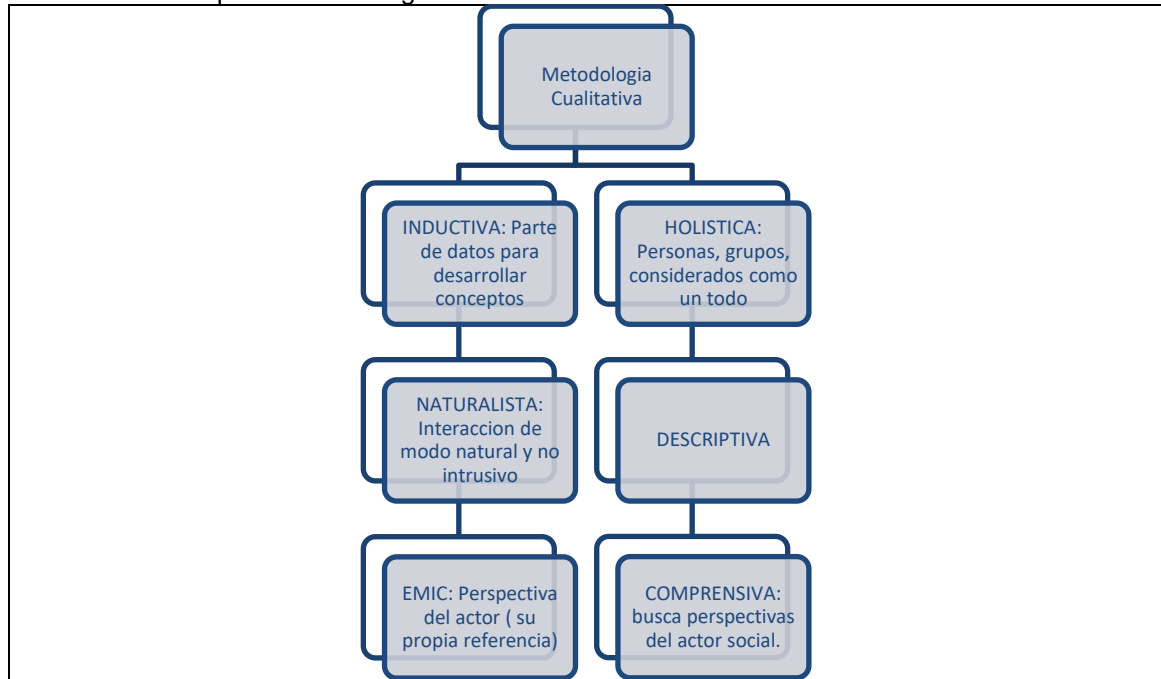 Metodologia
Cualitativa
INDUCTIVA: Parte
de datos para
desarrollar
conceptos
HOLISTICA:
Personas, grupos,
considerados como
un todo
NATURALISTA:
Interaccion de
modo natural y no
intrusivo
DESCRIPTIVA
EMIC: Perspectiva
del actor ( su
propia referencia)
COMPRENSIVA:
busca perspectivas
del actor social.